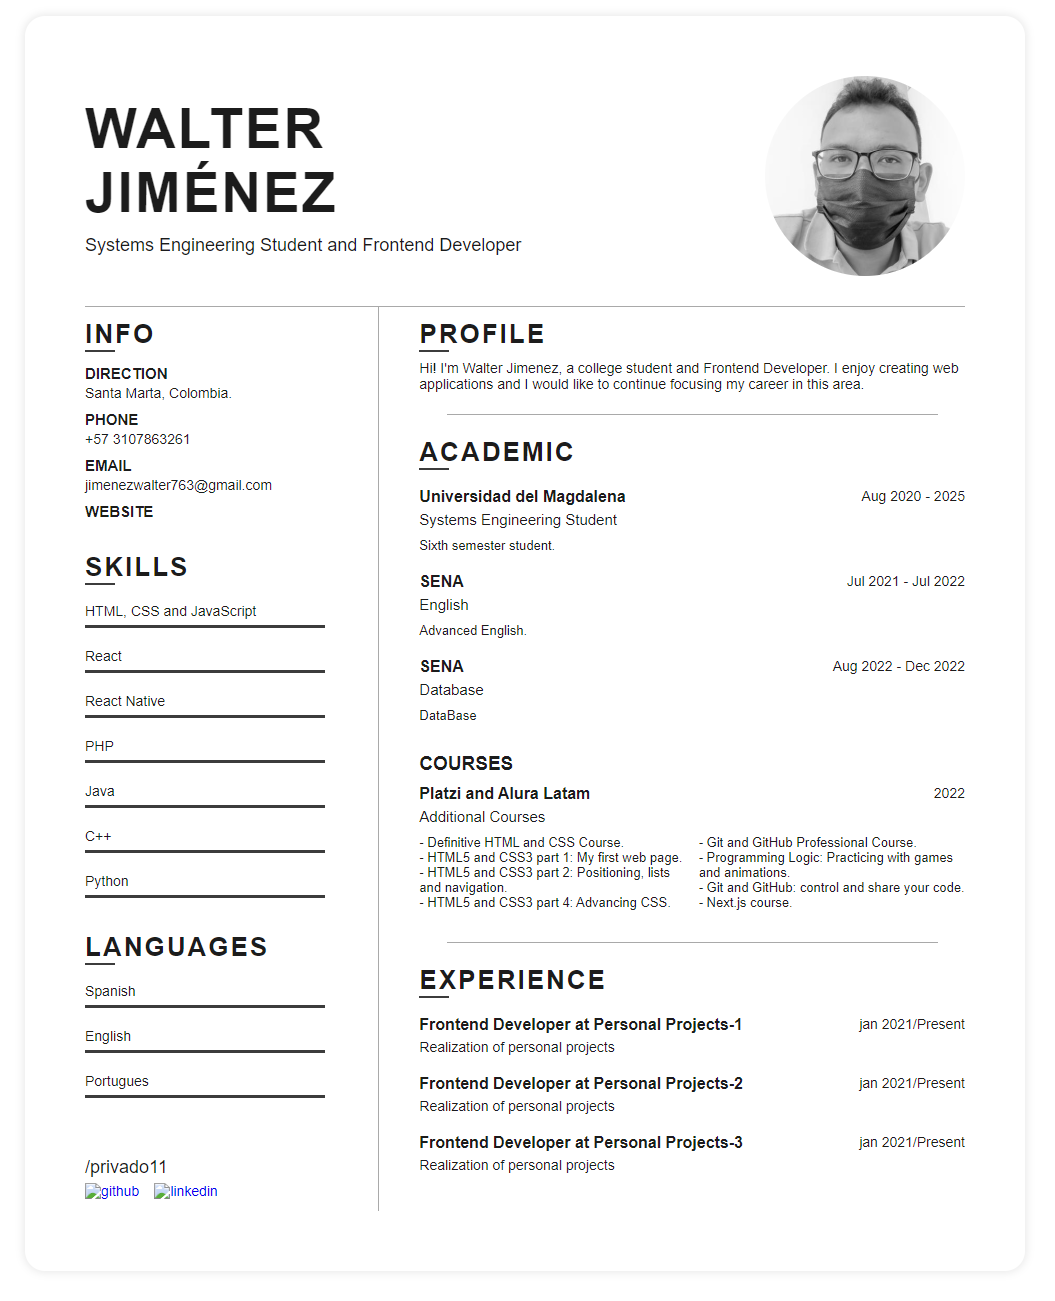 WALTER
JIMÉNEZ
Systems Engineering Student and Frontend Developer
INFO
DIRECTION
Santa Marta, Colombia.
PHONE
+57 3107863261
EMAIL
jimenezwalter763@gmail.com
WEBSITE
SKILLS
HTML, CSS and JavaScript
React
React Native
PHP
Java
C++
Python
LANGUAGES
Spanish
English
Portugues
/privado11
github linkedin
PROFILE
Hi! I'm Walter Jimenez, a college student and Frontend Developer. I enjoy creating web
applications and I would like to continue focusing my career in this area.
ACADEMIC
Universidad del Magdalena Aug 2020 - 2025
Systems Engineering Student
Sixth semester student.
SENA Jul 2021 - Jul 2022
English
Advanced English.
SENA Aug 2022 - Dec 2022
Database
DataBase
COURSES
Platzi and Alura Latam 2022
Additional Courses
- Definitive HTML and CSS Course.
- HTML5 and CSS3 part 1: My first web page.
- HTML5 and CSS3 part 2: Positioning, lists
and navigation.
- HTML5 and CSS3 part 4: Advancing CSS.
- Git and GitHub Professional Course.
- Programming Logic: Practicing with games
and animations.
- Git and GitHub: control and share your code.
- Next.js course.
EXPERIENCE
Frontend Developer at Personal Projects-1 jan 2021/Present
Realization of personal projects
Frontend Developer at Personal Projects-2 jan 2021/Present
Realization of personal projects
Frontend Developer at Personal Projects-3 jan 2021/Present
Realization of personal projects